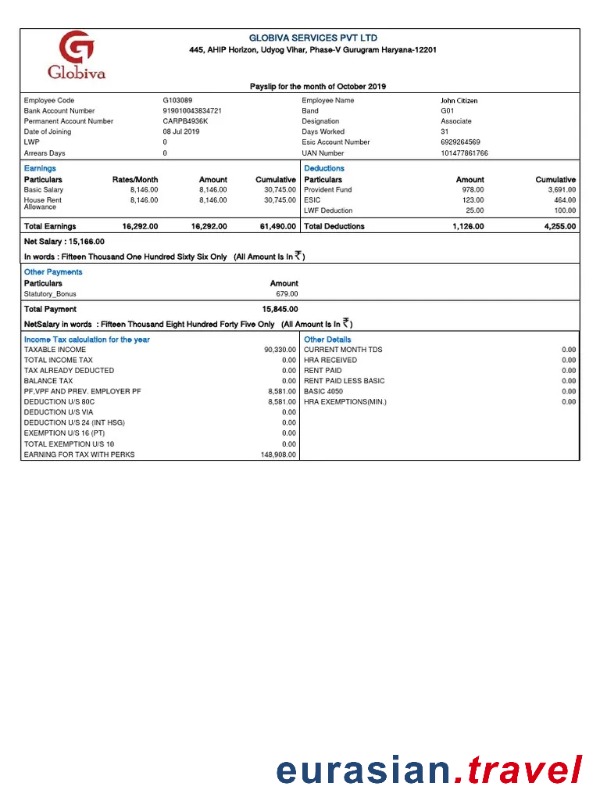 Globiva
GLOBIVA SERVICES PVT LTD
445, AHIP Horizon, Udyog Vihar, Phase-V Gurugram Haryana-12201
Payslip for the month of October 2019
Employee Code G103089 Employee Name John Citizen
Bank Account Number 919010043834721 Band G01
Permanent Account Number CARPB4936K Designation Associate
Date of Joining 08 Jul 2019 Days Worked 31
LWP 0 Esic Account Number 6929264569
Arrears Days 0 UAN Number 101477861766
Earnings Deductions
Particulars Rates/Month Amount Cumulative Particulars Amount Cumulative
Basic Salary 8,146.00 8,146.00 30,745.00 Provident Fund 978.00 3,691.00
House Rent Allowance 8,146.00 8,146.00 30,745.00 ESIC 123.00 464.00
LWF Deduction 25.00 100.00
Total Earnings 16,292.00 16,292.00 61,490.00 Total Deductions 1,126.00 4,255.00
Net Salary : 15,166.00
In words : Fifteen Thousand One Hundred Sixty Six Only (All Amount Is In ₹ )
Other Payments
Particulars Amount
Statutory_Bonus 679.00
Total Payment 15,845.00
NetSalary in words : Fifteen Thousand Eight Hundred Forty Five Only (All Amount Is In ₹ )
Income Tax calculation for the year Other Details
TAXABLE INCOME 90,330.00 CURRENT MONTH TDS 0.00
TOTAL INCOME TAX 0.00 HRA RECEIVED 0.00
TAX ALREADY DEDUCTED 0.00 RENT PAID 0.00
BALANCE TAX 0.00 RENT PAID LESS BASIC 0.00
PF,VPF AND PREV. EMPLOYER PF 8,581.00 BASIC 4050 0.00
DEDUCTION U/S 80C 8,581.00 HRA EXEMPTIONS(MIN.) 0.00
DEDUCTION U/S VIA 0.00
DEDUCTION U/S 24 (INT HSG) 0.00
EXEMPTION U/S 16 (PT) 0.00
TOTAL EXEMPTION U/S 10 0.00
EARNING FOR TAX WITH PERKS 148,908.00
eurasian.travel